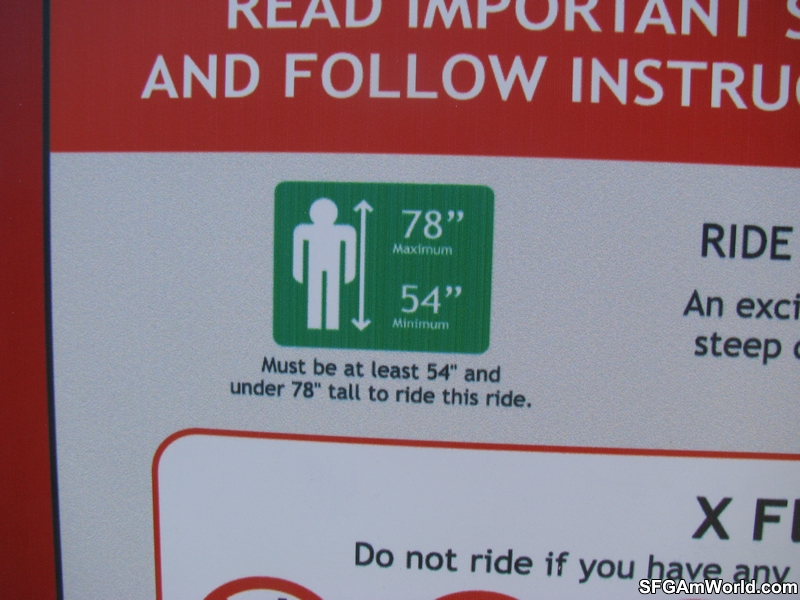 READ IMPORTANT S
AND FOLLOW INSTRUC
78”
Maximum
54”
Minimum
Must be at least 54" and
under 78" tall to ride this ride.
RIDE
An exci
steep
X F
Do not ride if you have any
SFGAmWorld.com